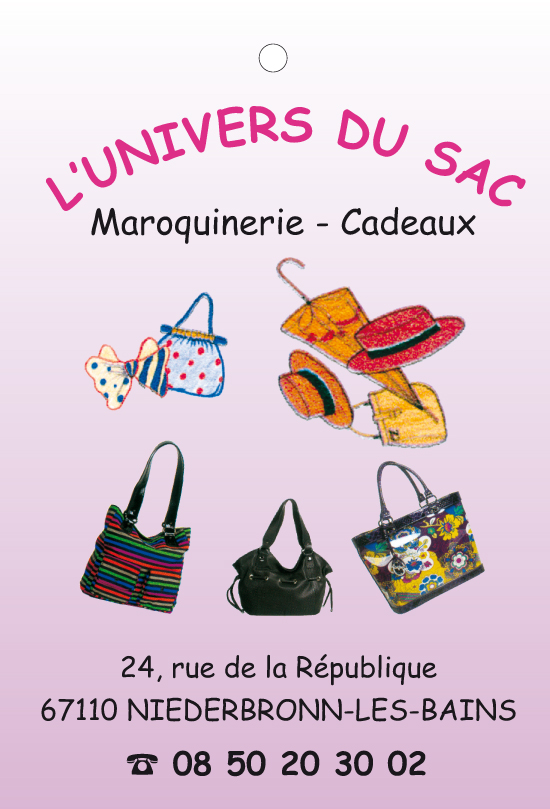 L'UNIVERS DU SAC
Maroquinerie - Cadeaux
24, rue de la République
67110 NIEDERBRONN-LES-BAINS
☎ 08 50 20 30 02